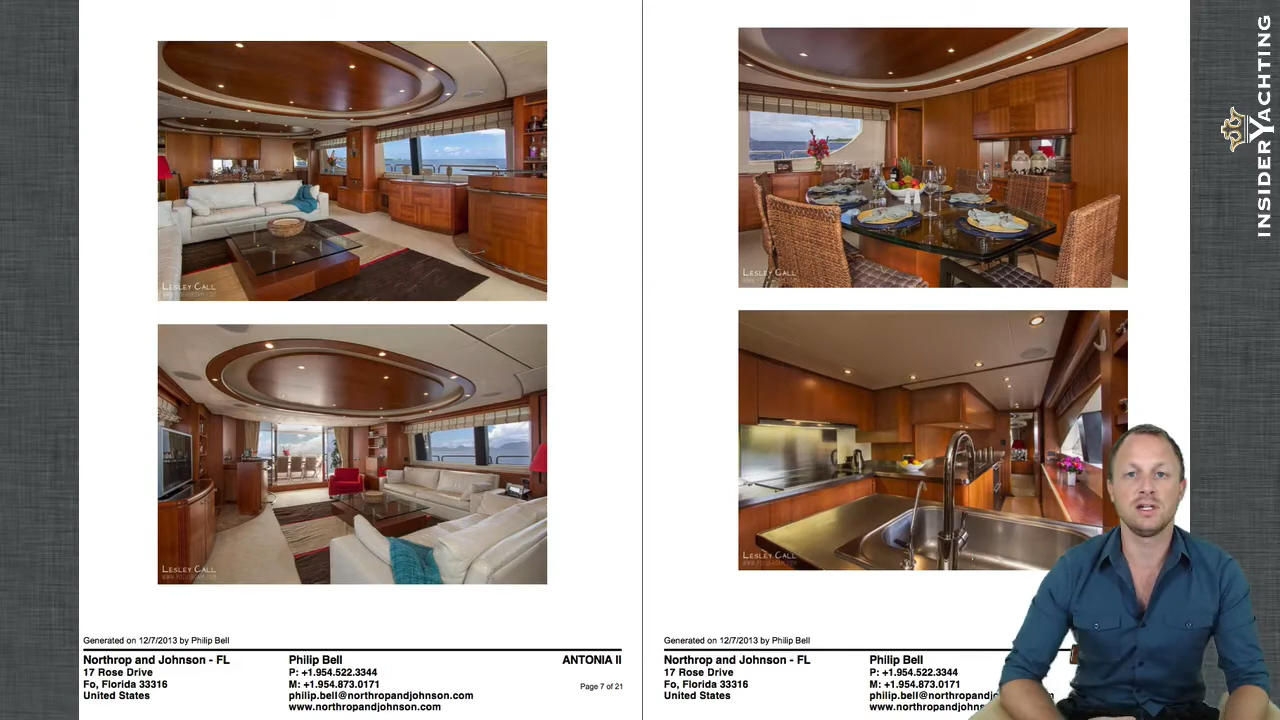 LESLEY CALL
LESLEY CALL
WWW.FOTOGROAM.COM
Generated on 12/7/2013 by Philip Bell
Northrop and Johnson - FL
17 Rose Drive
Fo, Florida 33316
United States
Philip Bell
P: +1.954.522.3344
M: +1.954.873.0171
philip.bell@northropandjohnson.com
www.northropandjohnson.com
ANTONIA II
Page 7 of 21
LESLEY CALL
LESLEY CALL
Generated on 12/7/2013 by Philip Bell
Northrop and Johnson - FL
17 Rose Drive
Fo, Florida 33316
United States
Philip Bell
P: +1.954.522.3344
M: +1.954.873.0171
INSIDERYACHTING